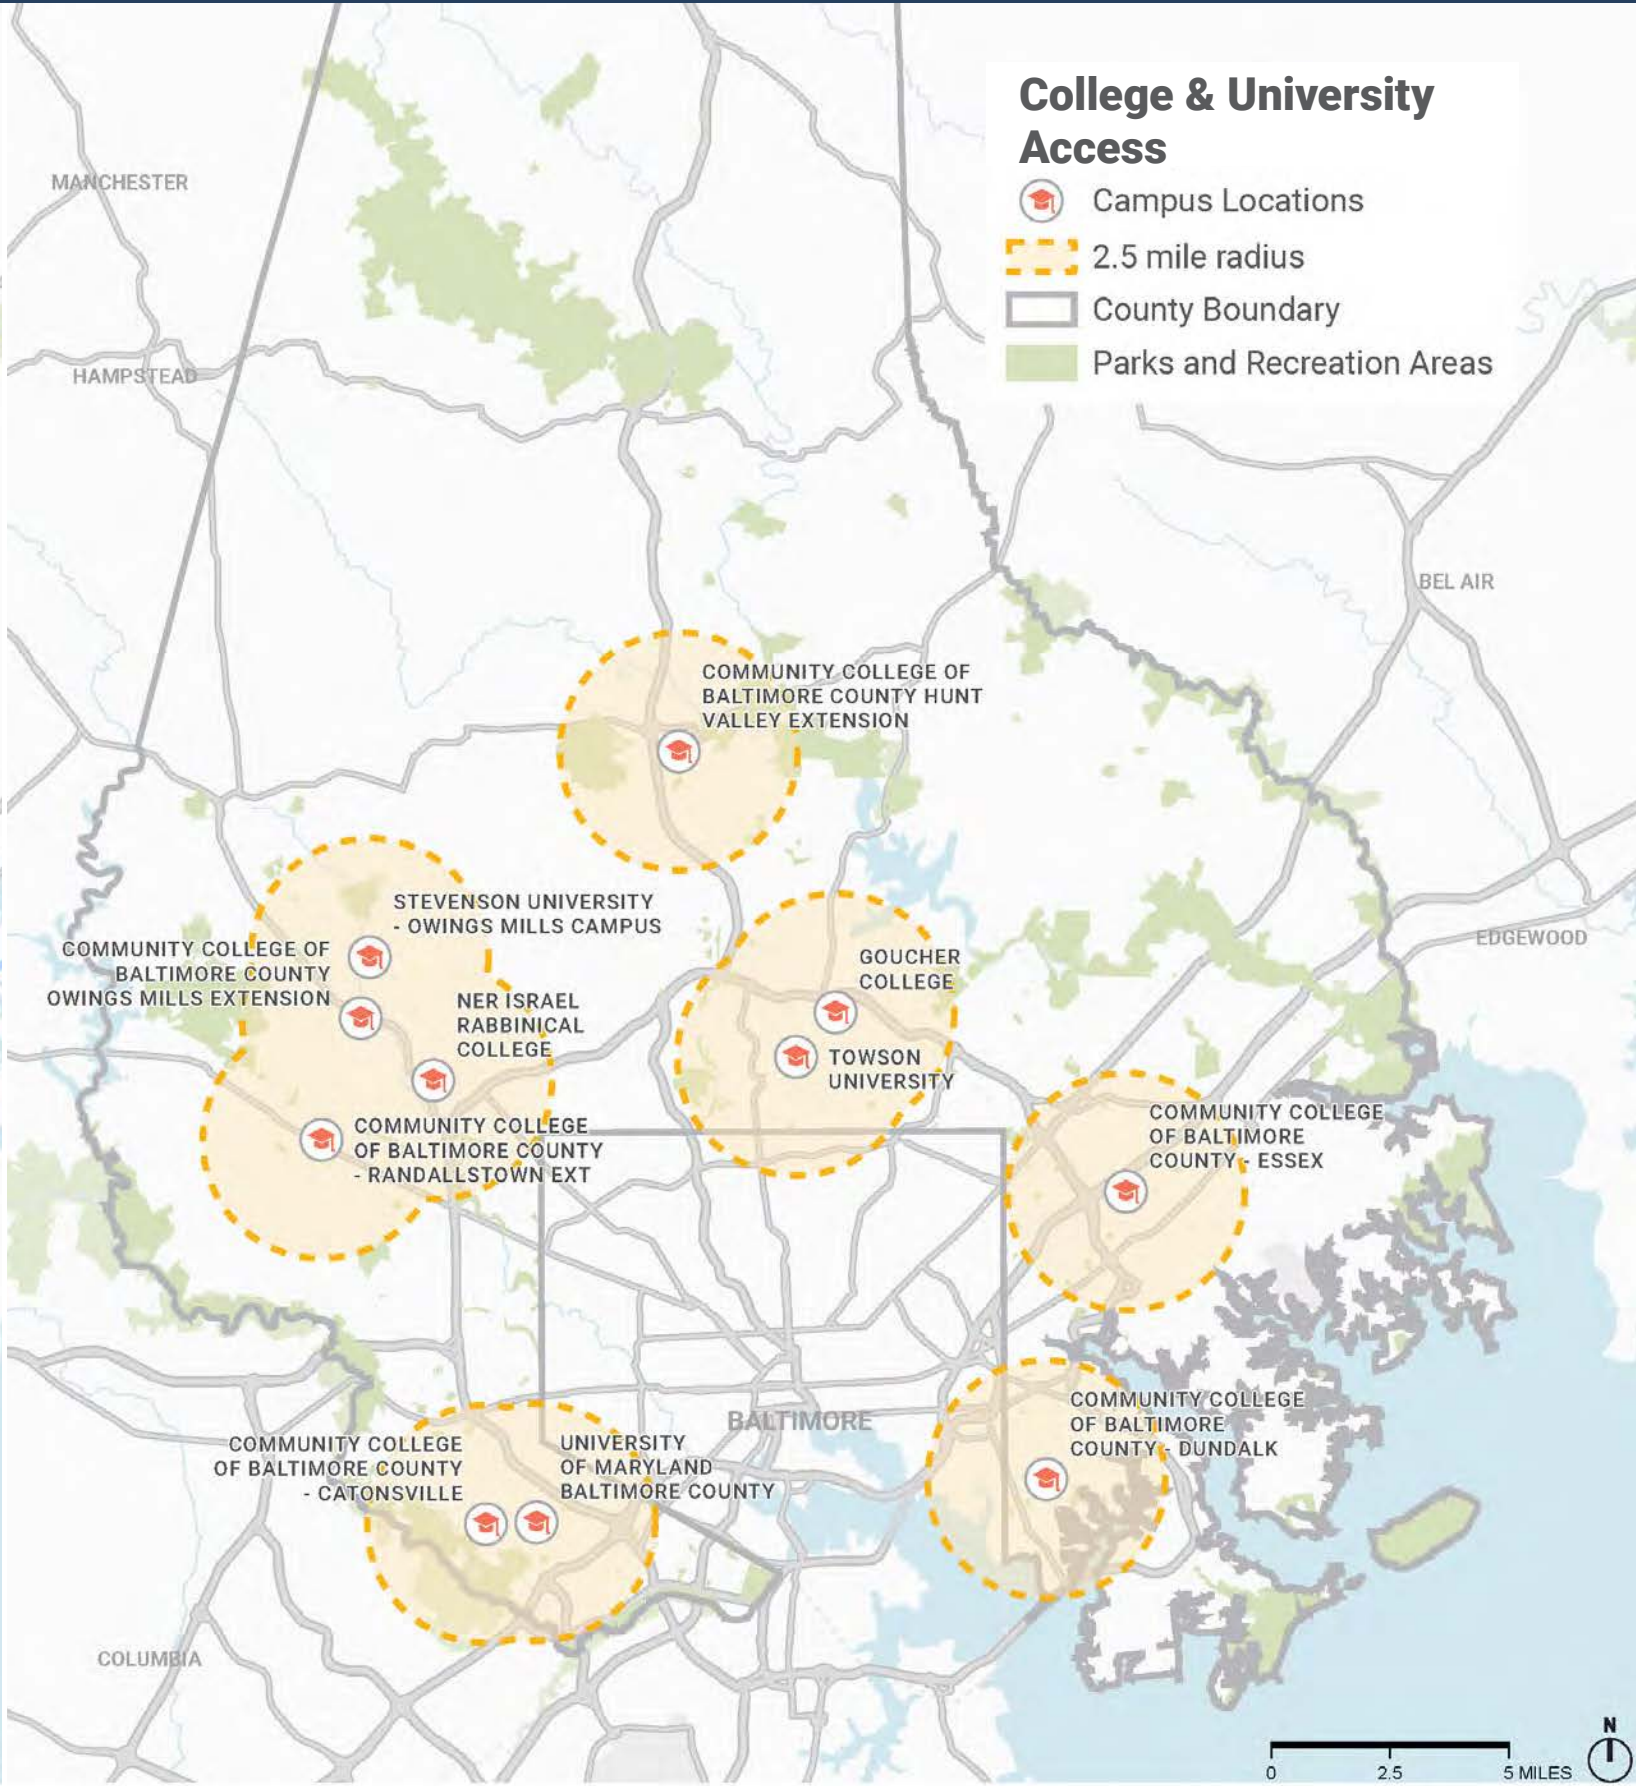 College & University
Access
Campus Locations
2.5 mile radius
County Boundary
Parks and Recreation Areas
MANCHESTER
HAMPSTEAD
BEL AIR
COMMUNITY COLLEGE OF
BALTIMORE COUNTY HUNT
VALLEY EXTENSION
STEVENSON UNIVERSITY
- OWINGS MILLS CAMPUS
COMMUNITY COLLEGE OF
BALTIMORE COUNTY
OWINGS MILLS EXTENSION
NER ISRAEL
RABBINICAL
COLLEGE
GOUCHER
COLLEGE
EDGEWOOD
TOWSON
UNIVERSITY
COMMUNITY COLLEGE
OF BALTIMORE COUNTY
- RANDALLSTOWN EXT
COMMUNITY COLLEGE
OF BALTIMORE
COUNTY - ESSEX
BALTIMORE
COMMUNITY COLLEGE
OF BALTIMORE
COUNTY - DUNDALK
COMMUNITY COLLEGE
OF BALTIMORE COUNTY
- CATONSVILLE
UNIVERSITY
OF MARYLAND
BALTIMORE COUNTY
COLUMBIA
N
0 2.5 5 MILES